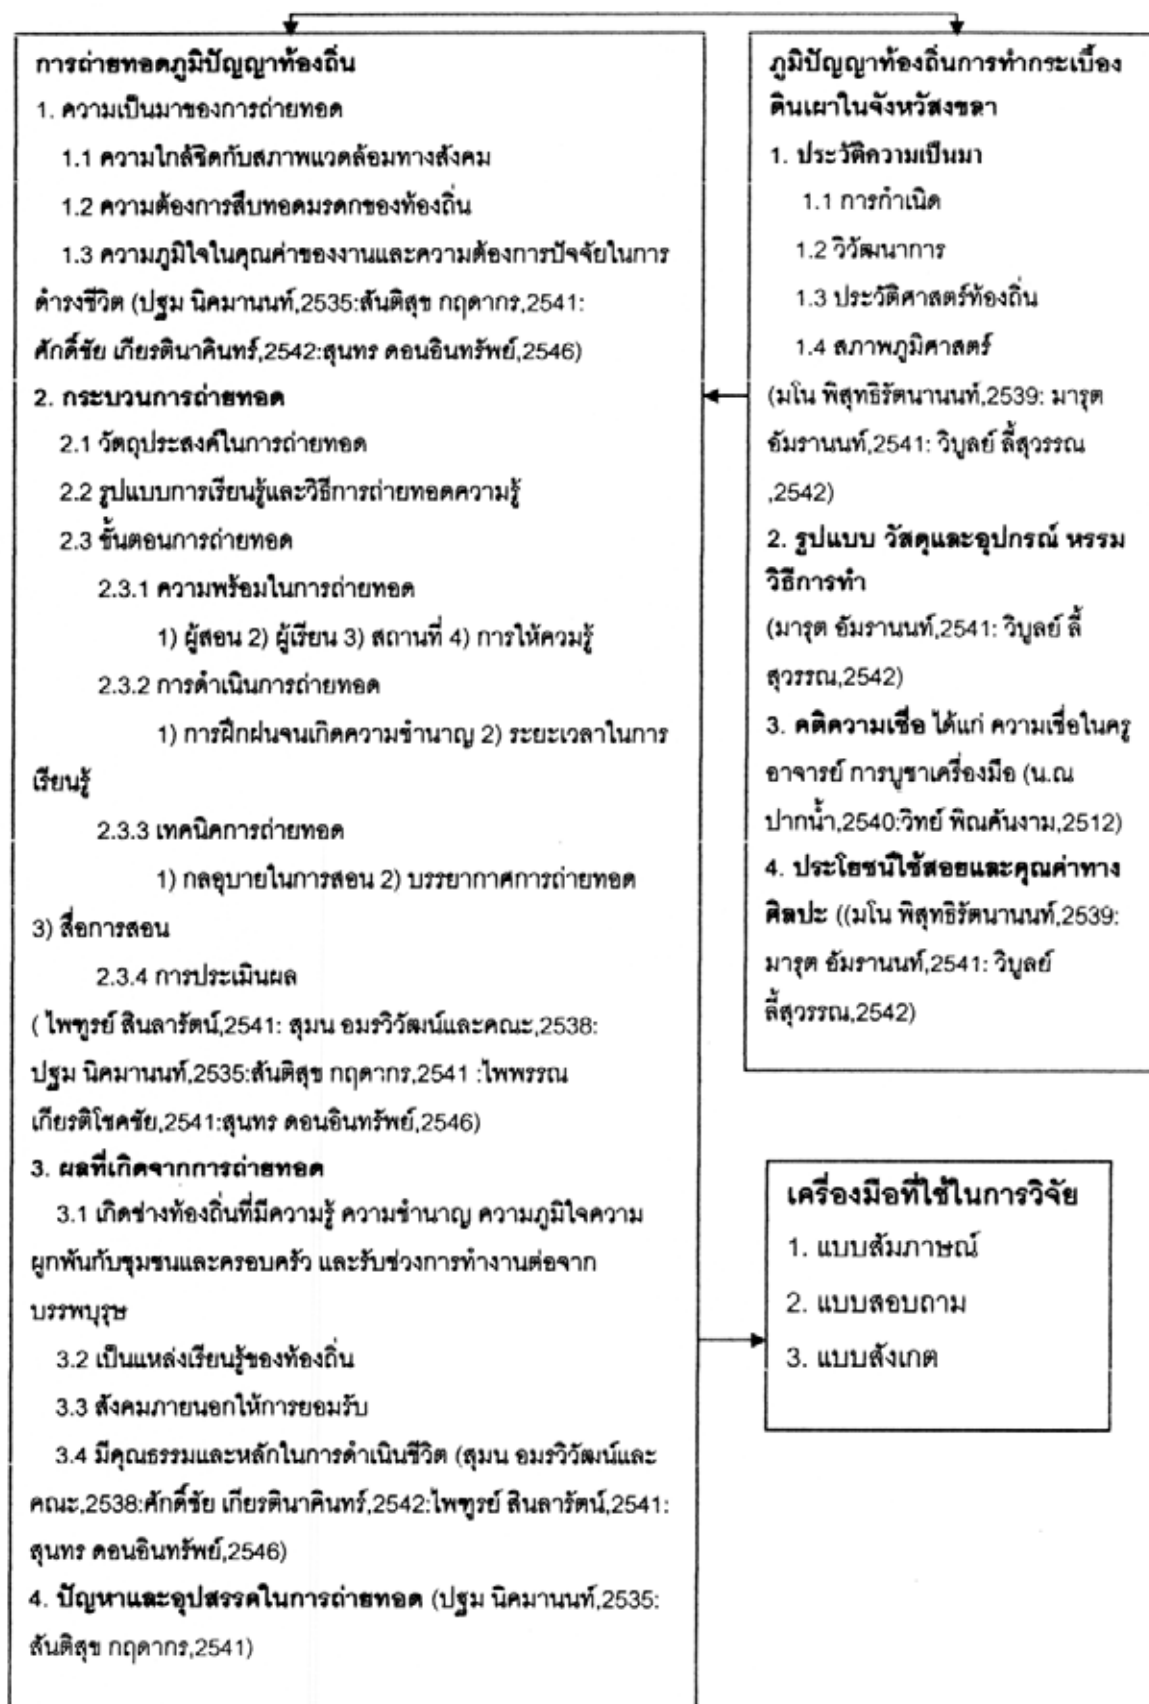 การถ่ายทอดภูมิปัญญาท้องถิ่น
1. ความเป็นมาของการถ่ายทอด
1.1 ความใกล้ชิดกับสภาพแวดล้อมทางสังคม
1.2 ความต้องการสืบทอดมรดกของท้องถิ่น
1.3 ความภูมิใจในคุณค่าของงานและความต้องการปัจจัยในการ
ดำรงชีวิต (ปฐม นิคมานนท์,2535:สันติสุข กฤดากร,2541:
ศักดิ์ชัย เกียรตินาคินทร์,2542:สุนทร ดอนอินทรัพย์,2546)
2. กระบวนการถ่ายทอด
2.1 วัตถุประสงค์ในการถ่ายทอด
2.2 รูปแบบการเรียนรู้และวิธีการถ่ายทอดความรู้
2.3 ขั้นตอนการถ่ายทอด
2.3.1 ความพร้อมในการถ่ายทอด
1) ผู้สอน 2) ผู้เรียน 3) สถานที่ 4) การให้ควมรู้
2.3.2 การดำเนินการถ่ายทอด
1) การฝึกฝนจนเกิดความชำนาญ 2) ระยะเวลาในการ
เรียนรู้
2.3.3 เทคนิคการถ่ายทอด
1) กลอุบายในการสอน 2) บรรยากาศการถ่ายทอด
3) สื่อการสอน
2.3.4 การประเมินผล
( ไพฑูรย์ สินลารัตน์,2541: สุมน อมรวิวัฒน์และคณะ,2538:
ปฐม นิคมานนท์,2535:สันติสุข กฤดากร,2541 :ไพพรรณ
เกียรติโชคชัย,2541:สุนทร ดอนอินทรัพย์,2546)
3. ผลที่เกิดจากการถ่ายทอด
3.1 เกิดช่างท้องถิ่นที่มีความรู้ ความชำนาญ ความภูมิใจความ
ผูกพันกับชุมชนและครอบครัว และรับช่วงการทำงานต่อจาก
บรรพบุรุษ
3.2 เป็นแหล่งเรียนรู้ของท้องถิ่น
3.3 สังคมภายนอกให้การยอมรับ
3.4 มีคุณธรรมและหลักในการดำเนินชีวิต (สุมน อมรวิวัฒน์และ
คณะ,2538:ศักดิ์ชัย เกียรตินาคินทร์,2542:ไพฑูรย์ สินลารัตน์,2541:
สุนทร ดอนอินทรัพย์,2546)
4. ปัญหาและอุปสรรคในการถ่ายทอด (ปฐม นิคมานนท์,2535:
สันติสุข กฤดากร,2541)
ภูมิปัญญาท้องถิ่นการทำกระเบื้อง
ดินเผาในจังหวัสงขลา
1. ประวัติความเป็นมา
1.1 การกำเนิด
1.2 วิวัฒนาการ
1.3 ประวัติศาสตร์ท้องถิ่น
1.4 สภาพภูมิศาสตร์
(มโน พิสุทธิรัตนานนท์,2539: มารุต
อัมรานนท์,2541: วิบูลย์ ลี้สุวรรณ
,2542)
2. รูปแบบ วัสดุและอุปกรณ์ หรรม
วิธีการทำ
(มารุต อัมรานนท์,2541: วิบูลย์ ลี้
สุวรรณ,2542)
3. คติความเชื่อ ได้แก่ ความเชื่อในครู
อาจารย์ การบูชาเครื่องมือ (น.ณ
ปากน้ำ,2540:วิทย์ พิณคันงาม,2512)
4. ประโยชน์ใช้สอยและคุณค่าทาง
ศิลปะ ((มโน พิสุทธิรัตนานนท์,2539:
มารุต อัมรานนท์,2541: วิบูลย์
ลี้สุวรรณ,2542)
เครื่องมือที่ใช้ในการวิจัย
1. แบบสัมภาษณ์
2. แบบสอบถาม
3. แบบสังเกต